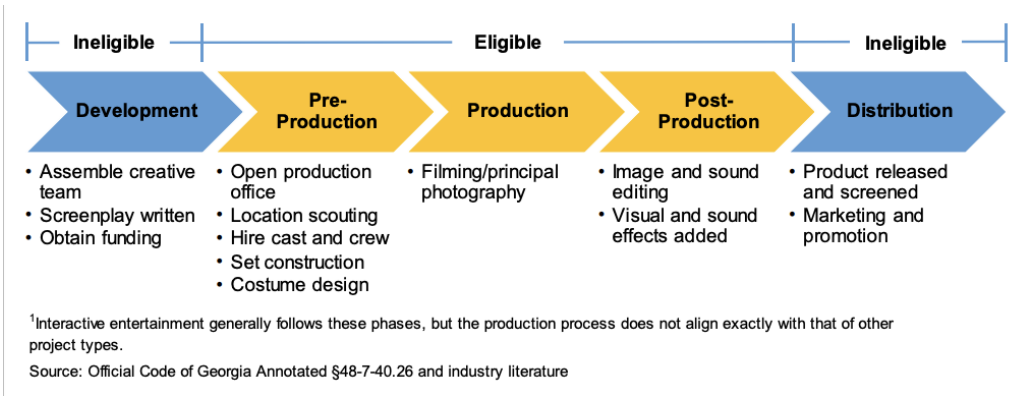 Ineligible
Eligible
Ineligible
Development
Pre-
Production
Production
Post-
Production
Distribution
• Assemble creative
team
• Screenplay written
• Obtain funding
• Open production
office
• Location scouting
• Hire cast and crew
• Set construction
• Costume design
• Filming/principal
photography
• Image and sound
editing
• Visual and sound
effects added
• Product released
and screened
• Marketing and
promotion
1Interactive entertainment generally follows these phases, but the production process does not align exactly with that of other
project types.
Source: Official Code of Georgia Annotated §48-7-40.26 and industry literature